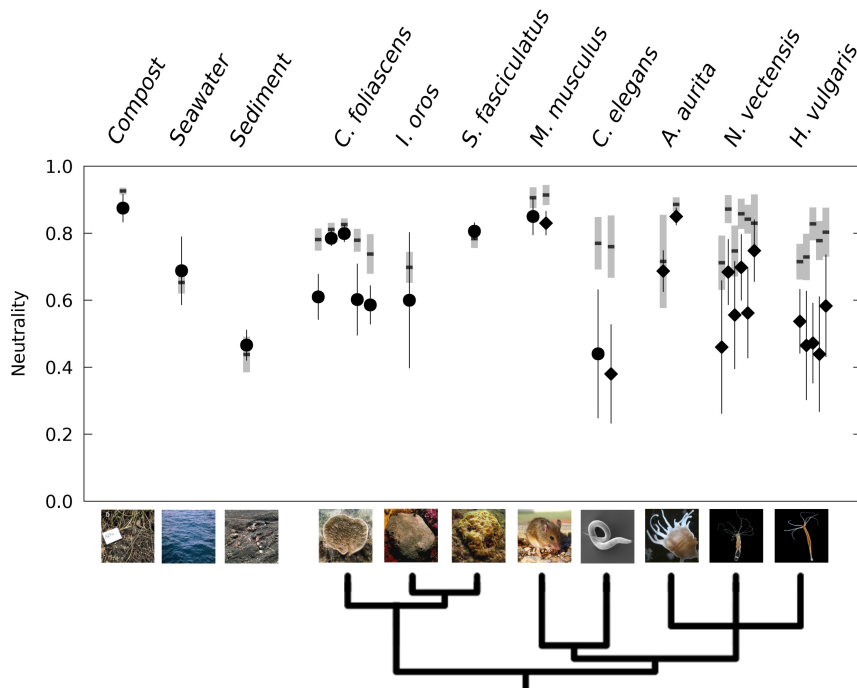 Compost
Seawater
Sediment
C. foliascens
I. oros
S. fasciculatus
M. musculus
C. elegans
A. aurita
N. vectensis
H. vulgaris
Neutrality
1.0
0.8
0.6
0.4
0.2
0.0